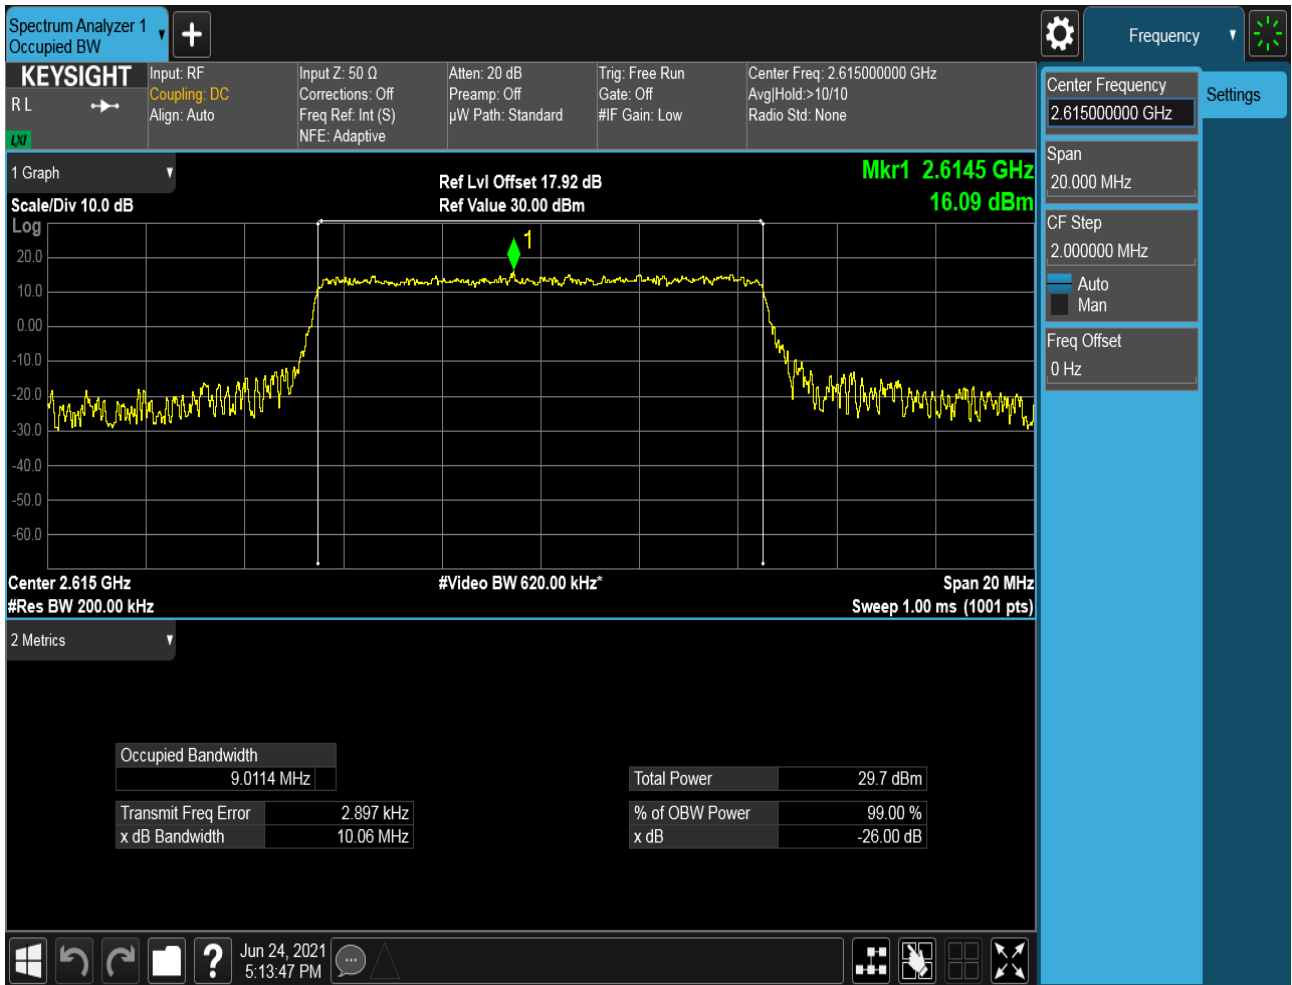 Spectrum Analyzer 1
Occupied BW
Frequency
KEYSIGHT
R L
LXI
Input: RF
Coupling: DC
Align: Auto
Input Z: 50 Ω
Corrections: Off
Freq Ref: Int (S)
NFE: Adaptive
Atten: 20 dB
Preamp: Off
µW Path: Standard
Trig: Free Run
Gate: Off
#IF Gain: Low
Center Freq: 2.615000000 GHz
Avg|Hold:>10/10
Radio Std: None
Center Frequency
2.615000000 GHz
Settings
Span
20.000 MHz
CF Step
2.000000 MHz
Auto
Man
Freq Offset
0 Hz
1 Graph
Scale/Div 10.0 dB
Log
Ref Lvl Offset 17.92 dB
Ref Value 30.00 dBm
Mkr1 2.6145 GHz
16.09 dBm
1
20.0
10.0
0.00
-10.0
-20.0
-30.0
-40.0
-50.0
-60.0
Center 2.615 GHz
#Res BW 200.00 kHz
#Video BW 620.00 kHz*
Span 20 MHz
Sweep 1.00 ms (1001 pts)
2 Metrics
Occupied Bandwidth
9.0114 MHz
Transmit Freq Error 2.897 kHz
x dB Bandwidth 10.06 MHz
Total Power 29.7 dBm
% of OBW Power 99.00 %
x dB -26.00 dB
?
Jun 24, 2021
5:13:47 PM